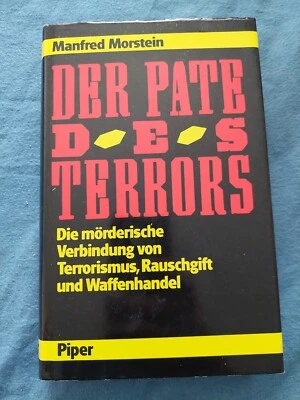 Manfred Morstein
DER PATE
D·E·S
TERRORS
Die mörderische
Verbindung von
Terrorismus, Rauschgift
und Waffenhandel
Piper